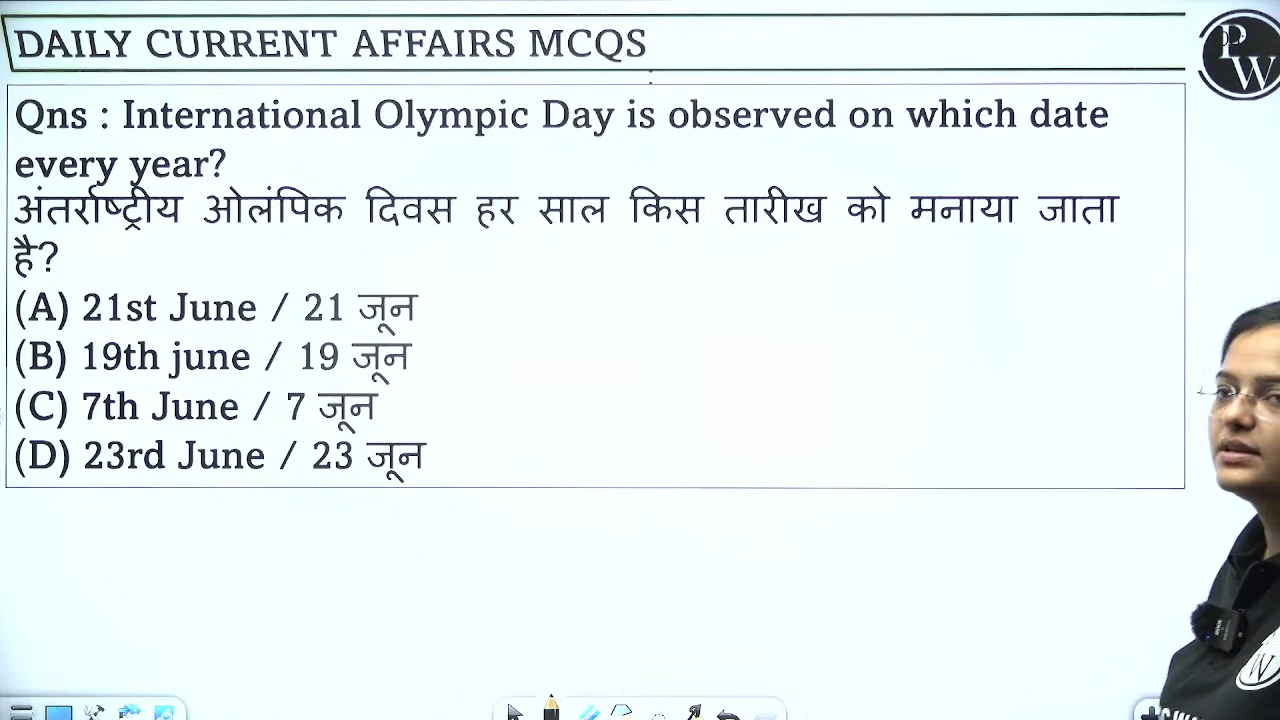 DAILY CURRENT AFFAIRS MCQS
PW
Qns : International Olympic Day is observed on which date
every year?
अंतर्राष्ट्रीय ओलंपिक दिवस हर साल किस तारीख को मनाया जाता
है?
(A) 21st June / 21 जून
(B) 19th june / 19 जून
(C) 7th June / 7 जून
(D) 23rd June / 23 जून